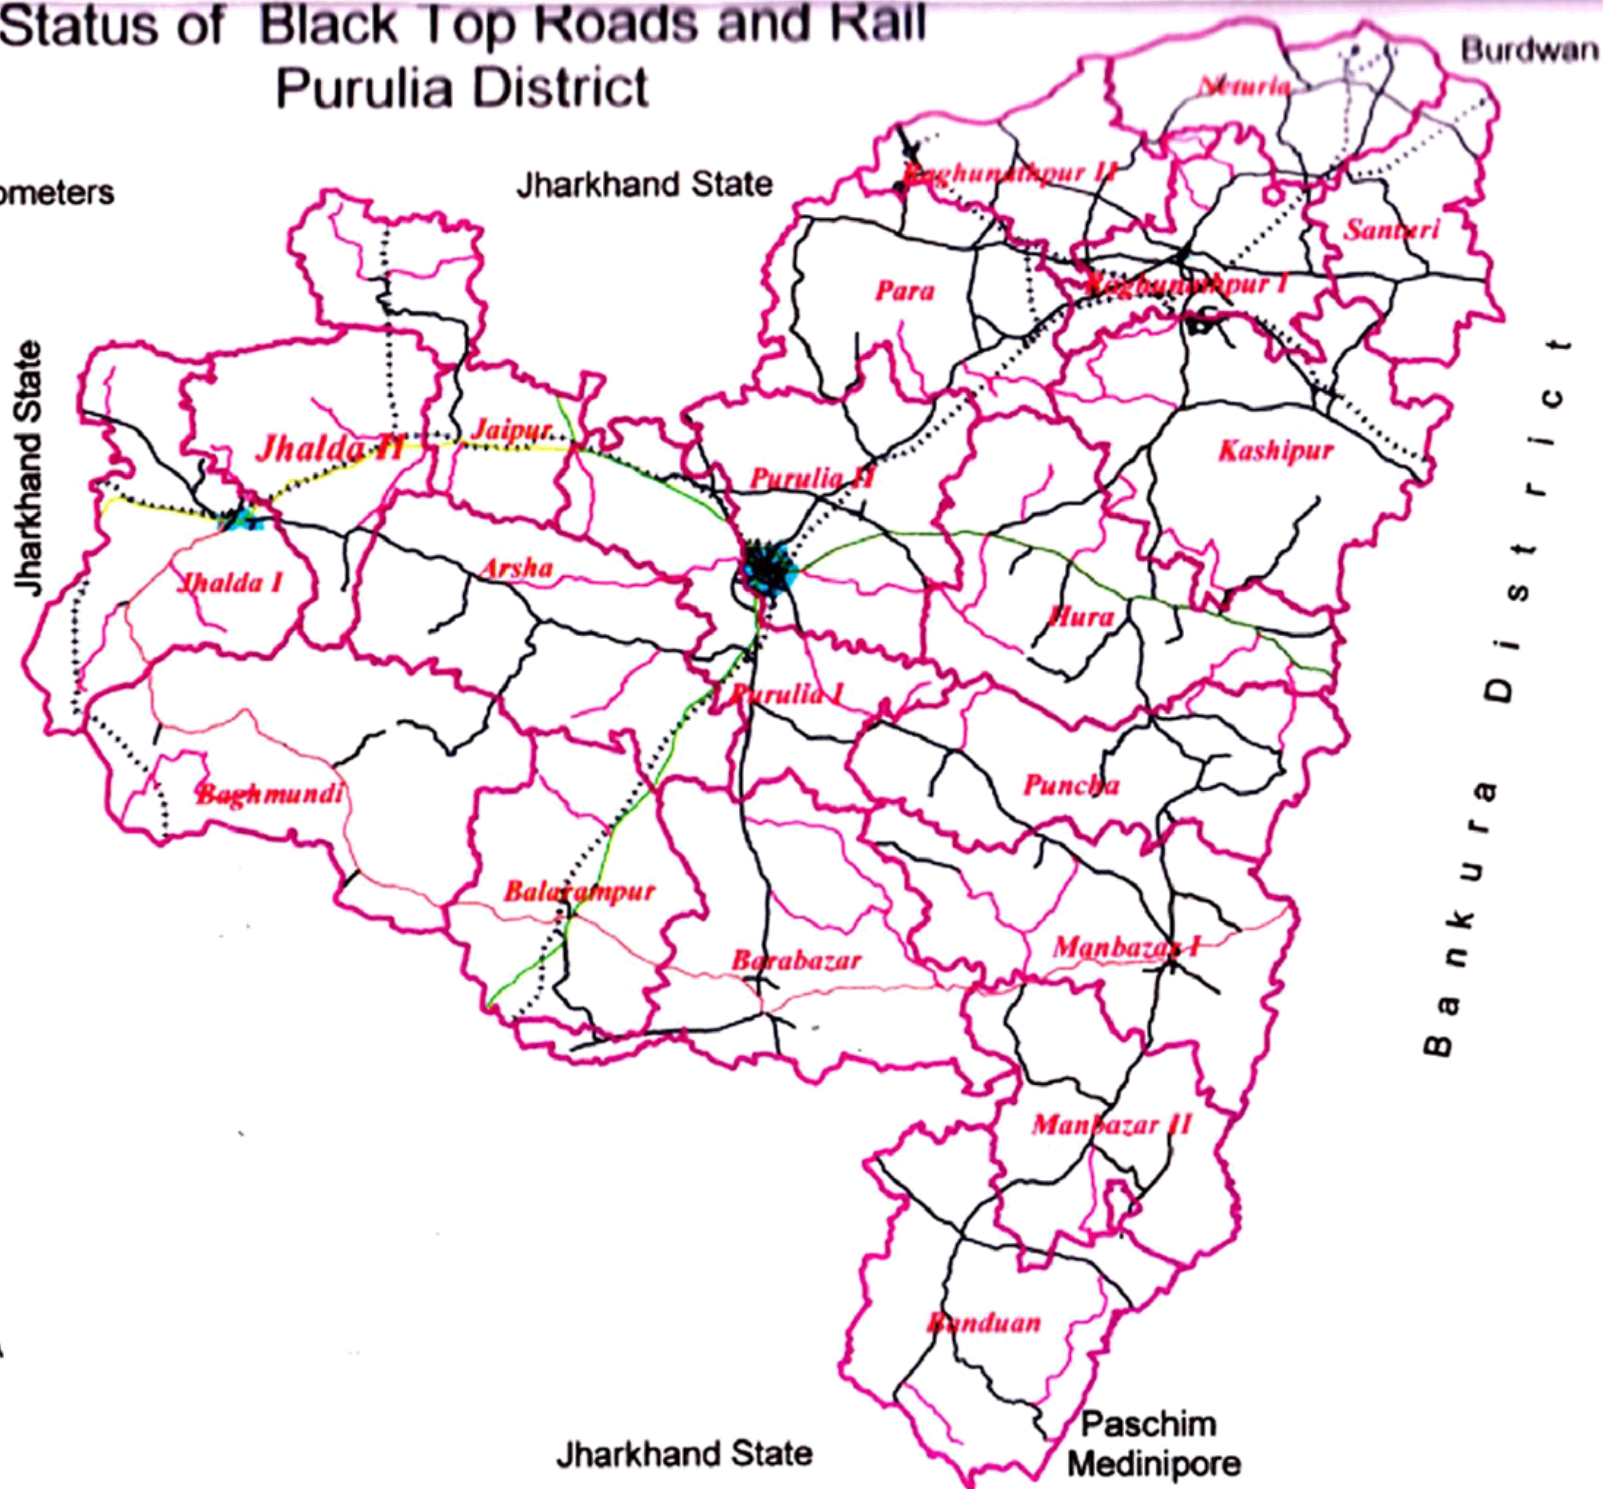 Status of Black Top Roads and Rail
Purulia District
ometers
Burdwan
Jharkhand State
Neturia
Raghunathpur II
Santuri
Para
Raghunathpur I
Jharkhand State
Jhalda II
Jaipur
Purulia II
Kashipur
Jhalda I
Arsha
Hura
Purulia I
Baghmundi
Puncha
Balarampur
Barabazar
Manbazar I
Bankura District
Manbazar II
Banduan
Jharkhand State
Paschim
Medinipore